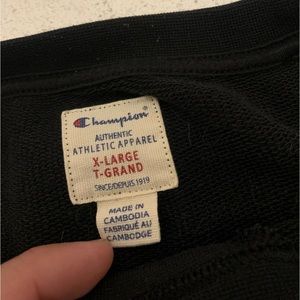 Champion
AUTHENTIC
ATHLETIC APPAREL
X-LARGE
T-GRAND
SINCE/DEPUIS 1919
MADE IN
CAMBODIA
FABRIQUÉ AU
CAMBODGE